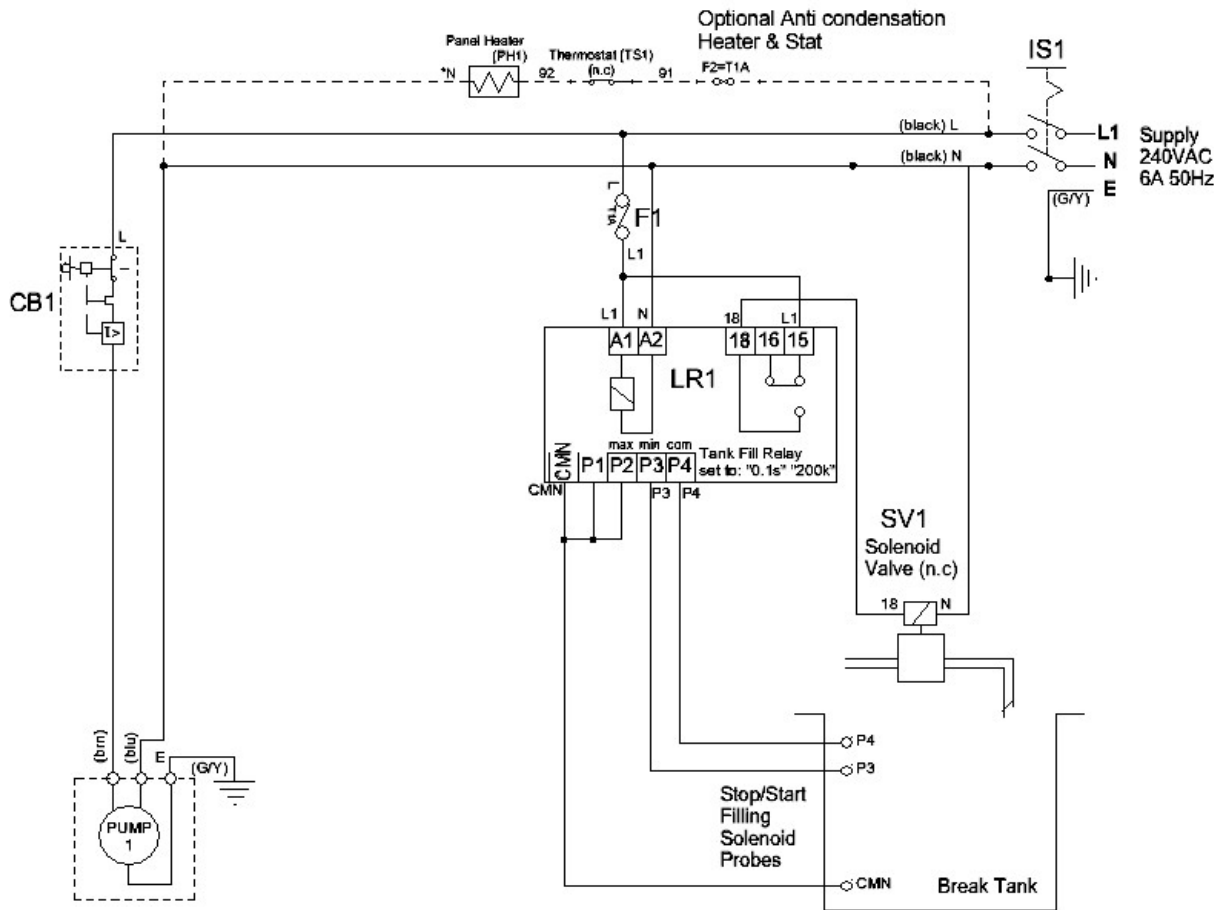 Optional Anti condensation
Heater & Stat
Panel Heater
(PH1)
Thermostat (TS1)
(n.c)
F2=T1A
*N
92
91
IS1
(black) L
L1
Supply
240VAC
6A 50Hz
(black) N
N
E
(G/Y)
L
T1A
F1
L1
L
CB1
I>
L1
N
18
L1
A1
A2
18
16
15
LR1
max
min
com
CMN
P1
P2
P3
P4
Tank Fill Relay
set to: "0.1s" "200k"
CMN
P3
P4
SV1
Solenoid
Valve (n.c)
18
N
(brn)
(blu)
E
(G/Y)
PUMP
1
P4
P3
Stop/Start
Filling
Solenoid
Probes
CMN
Break Tank